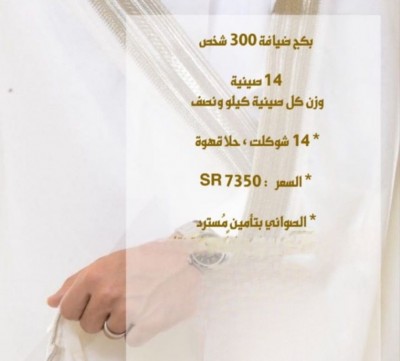 بكج ضيافة 300 شخص
14 صينية
وزن كل صينية كيلو ونصف
* 14 شوكلت ، حلا قهوة
* السعر : 7350 SR
* الصواني بتأمينٍ مُسترد